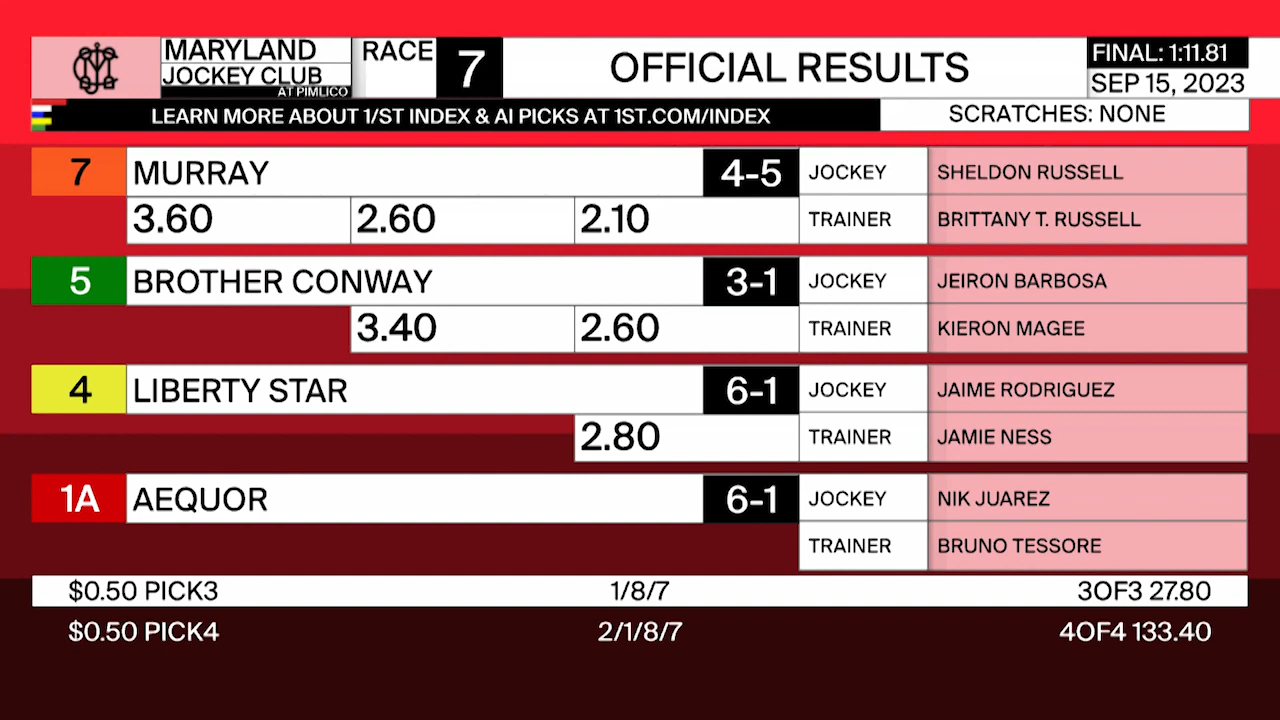 MARYLAND
JOCKEY CLUB
AT PIMLICO
RACE 7
OFFICIAL RESULTS
FINAL: 1:11.81
SEP 15, 2023
LEARN MORE ABOUT 1/ST INDEX & AI PICKS AT 1ST.COM/INDEX
SCRATCHES: NONE
7 MURRAY 4-5 JOCKEY SHELDON RUSSELL
3.60 2.60 2.10 TRAINER BRITTANY T. RUSSELL
5 BROTHER CONWAY 3-1 JOCKEY JEIRON BARBOSA
3.40 2.60 TRAINER KIERON MAGEE
4 LIBERTY STAR 6-1 JOCKEY JAIME RODRIGUEZ
2.80 TRAINER JAMIE NESS
1A AEQUOR 6-1 JOCKEY NIK JUAREZ
TRAINER BRUNO TESSORE
$0.50 PICK3 1/8/7 3OF3 27.80
$0.50 PICK4 2/1/8/7 4OF4 133.40